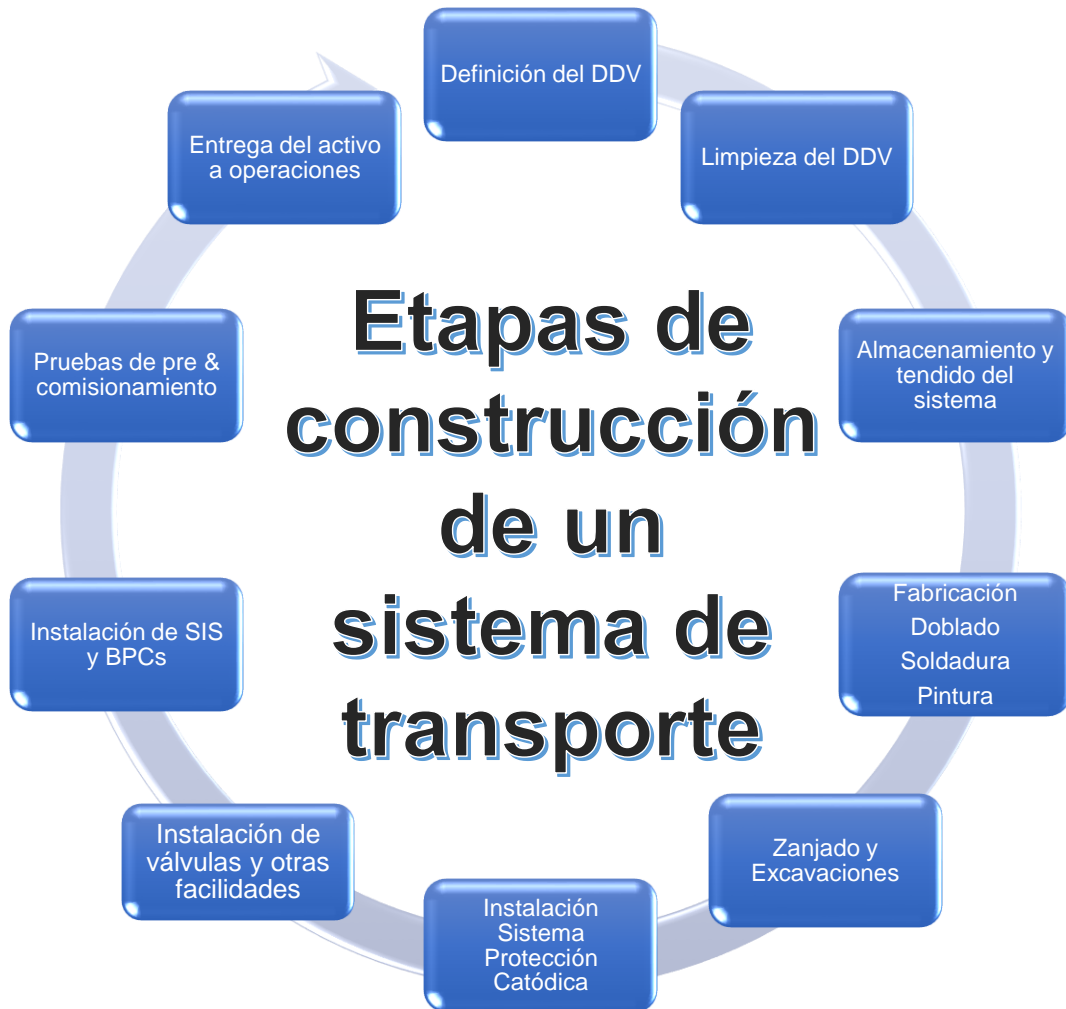 Definición del DDV
Limpieza del DDV
Almacenamiento y
tendido del
sistema
Fabricación
Doblado
Soldadura
Pintura
Zanjado y
Excavaciones
Instalación
Sistema
Protección
Catódica
Instalación de
válvulas y otras
facilidades
Instalación de SIS
y BPCs
Pruebas de pre &
comisionamiento
Entrega del activo
a operaciones
Etapas de
construcción
de un
sistema de
transporte